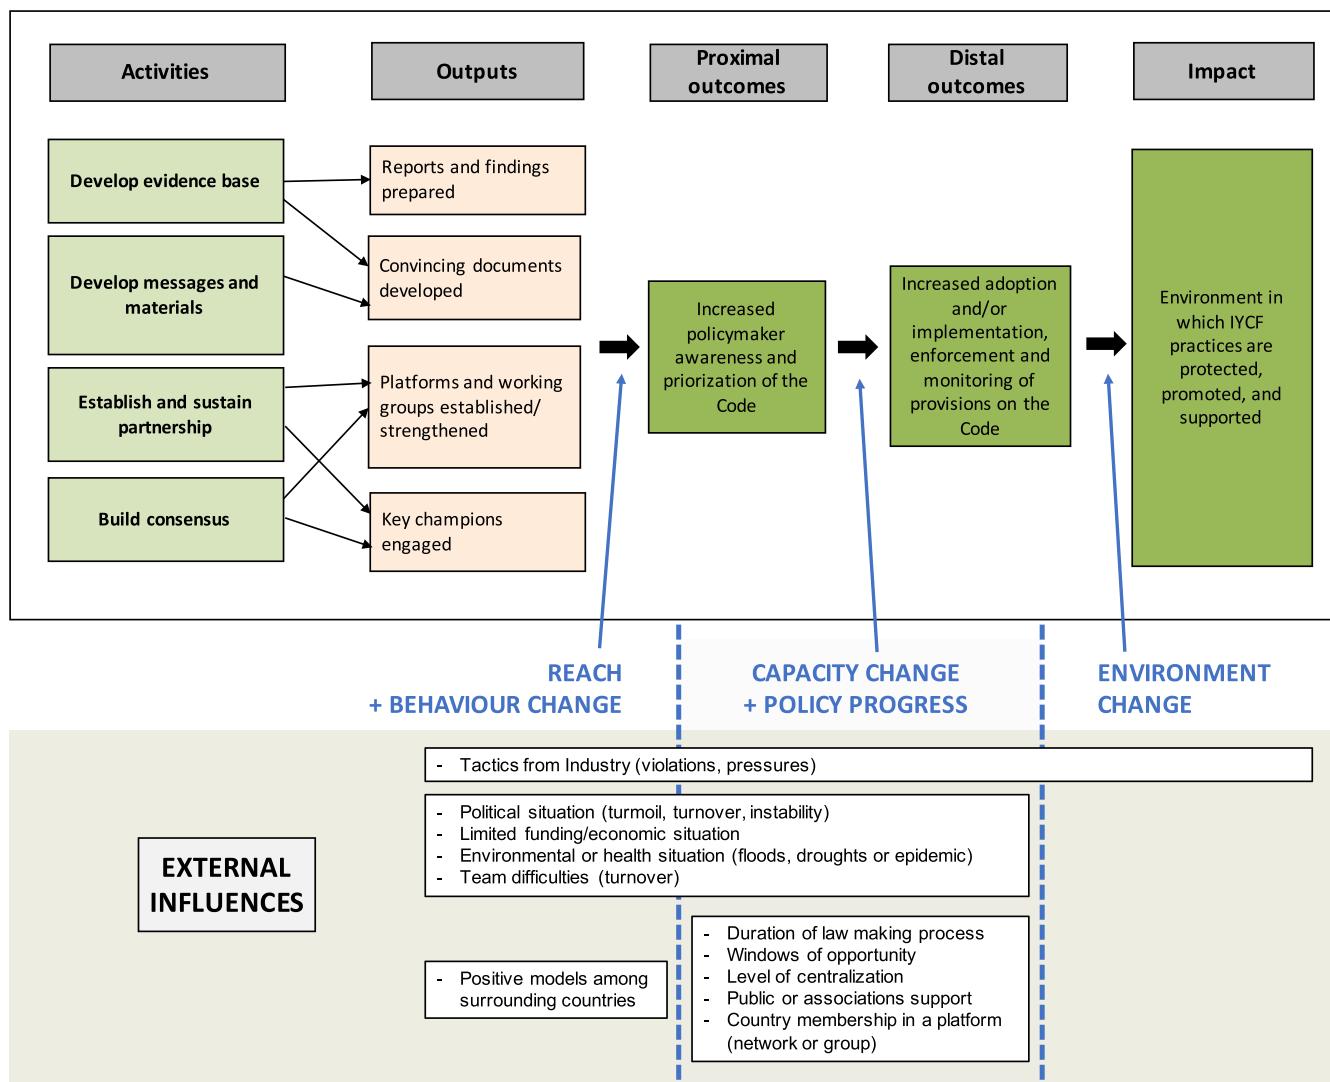 Activities
Outputs
Proximal
outcomes
Distal
outcomes
Impact
Develop evidence base
Develop messages and
materials
Establish and sustain
partnership
Build consensus
Reports and findings
prepared
Convincing documents
developed
Platforms and working
groups established/
strengthened
Key champions
engaged
Increased
policymaker
awareness and
priorization of the
Code
Increased adoption
and/or
implementation,
enforcement and
monitoring of
provisions on the
Code
Environment in
which IYCF
practices are
protected,
promoted, and
supported
REACH
+ BEHAVIOUR CHANGE
CAPACITY CHANGE
+ POLICY PROGRESS
ENVIRONMENT
CHANGE
EXTERNAL
INFLUENCES
- Tactics from Industry (violations, pressures)
- Political situation (turmoil, turnover, instability)
- Limited funding/economic situation
- Environmental or health situation (floods, droughts or epidemic)
- Team difficulties (turnover)
- Positive models among
surrounding countries
- Duration of law making process
- Windows of opportunity
- Level of centralization
- Public or associations support
- Country membership in a platform
(network or group)